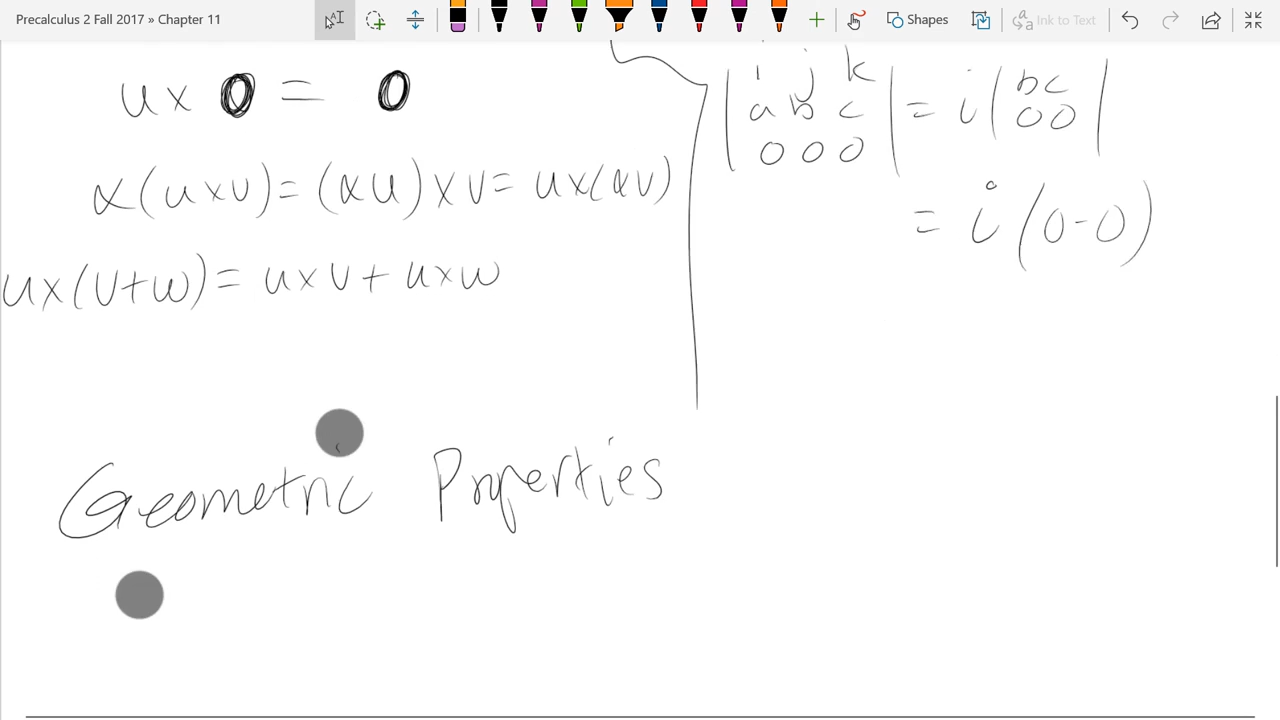 Precalculus 2 Fall 2017 » Chapter 11
Shapes
Ink to Text
u x 0 = 0
α(u x v) = (αu) x v = u x (αv)
u x (v + w) = u x v + u x w
| i j k |
| a b c | = i | b c |
| 0 0 0 | | 0 0 |
= i (0 - 0)
Geometric Properties